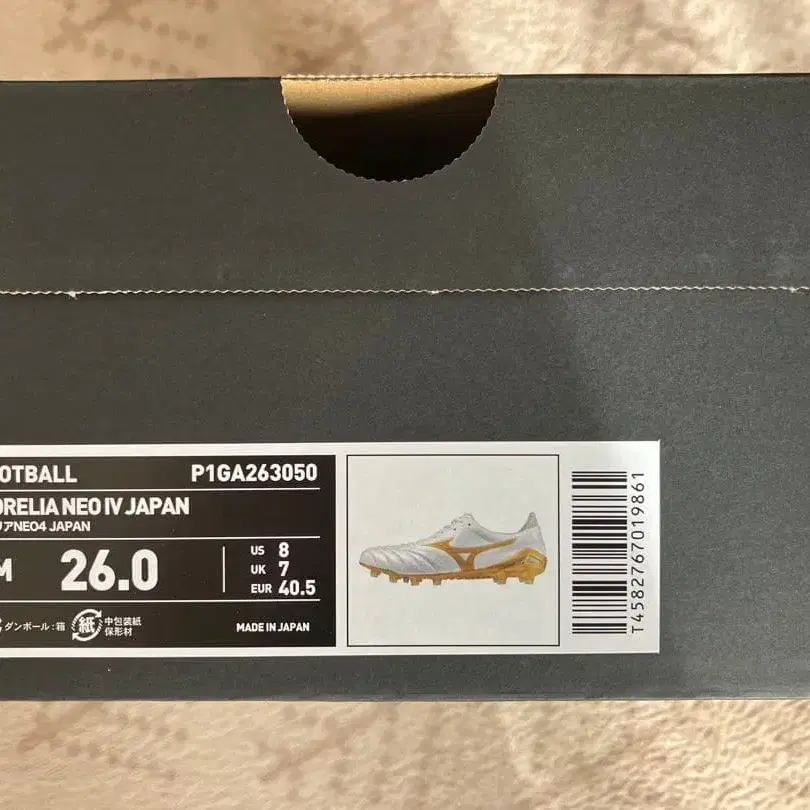 OTBALL P1GA263050
ORELIA NEO IV JAPAN
リアNEO4 JAPAN
M 26.0
US 8
UK 7
EUR 40.5
ダンボール:箱
紙 中包装紙
保形材
MADE IN JAPAN
T4582767019861